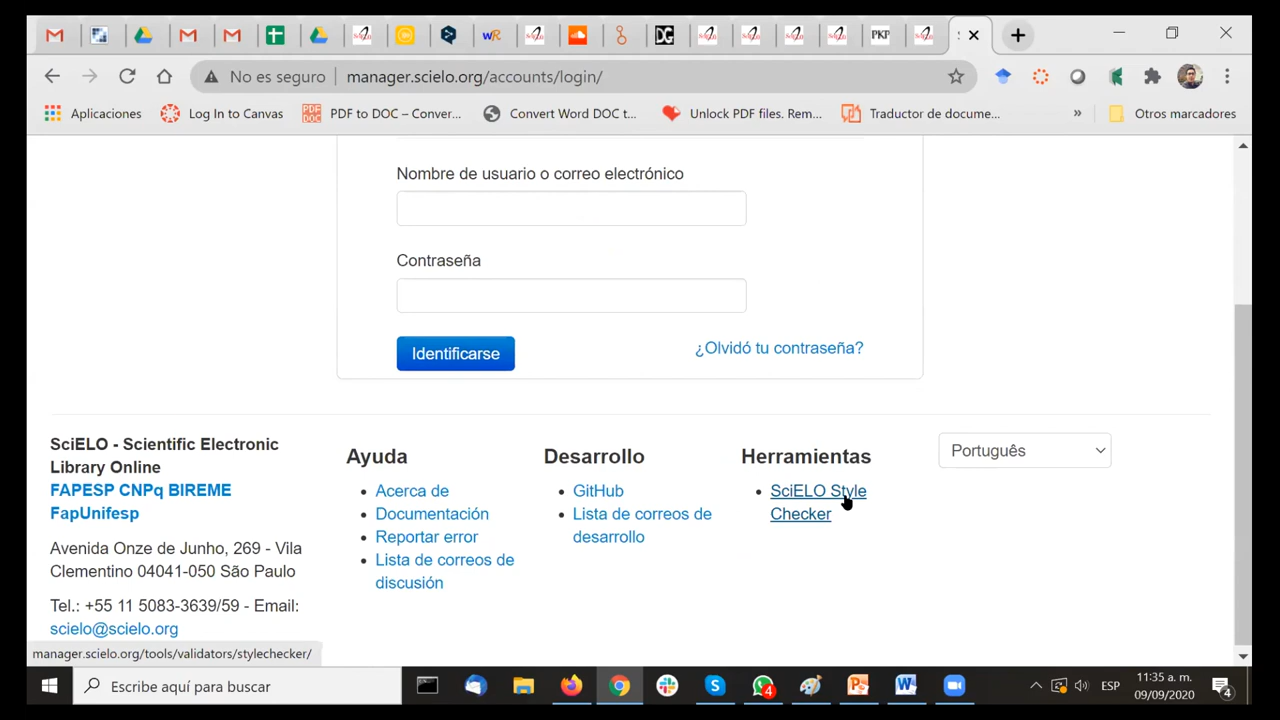 No es seguro
manager.scielo.org/accounts/login/
Aplicaciones
Log In to Canvas
PDF to DOC – Conver...
Convert Word DOC t...
Unlock PDF files. Rem...
Traductor de docume...
»
Otros marcadores
Nombre de usuario o correo electrónico
Contraseña
Identificarse
¿Olvidó tu contraseña?
SciELO - Scientific Electronic
Library Online
FAPESP CNPq BIREME
FapUnifesp
Avenida Onze de Junho, 269 - Vila
Clementino 04041-050 São Paulo
Tel.: +55 11 5083-3639/59 - Email:
scielo@scielo.org
Ayuda
Acerca de
Documentación
Reportar error
Lista de correos de
discusión
Desarrollo
GitHub
Lista de correos de
desarrollo
Herramientas
SciELO Style
Checker
Português
manager.scielo.org/tools/validators/stylechecker/
Escribe aquí para buscar
4
ESP
11:35 a. m.
09/09/2020
4